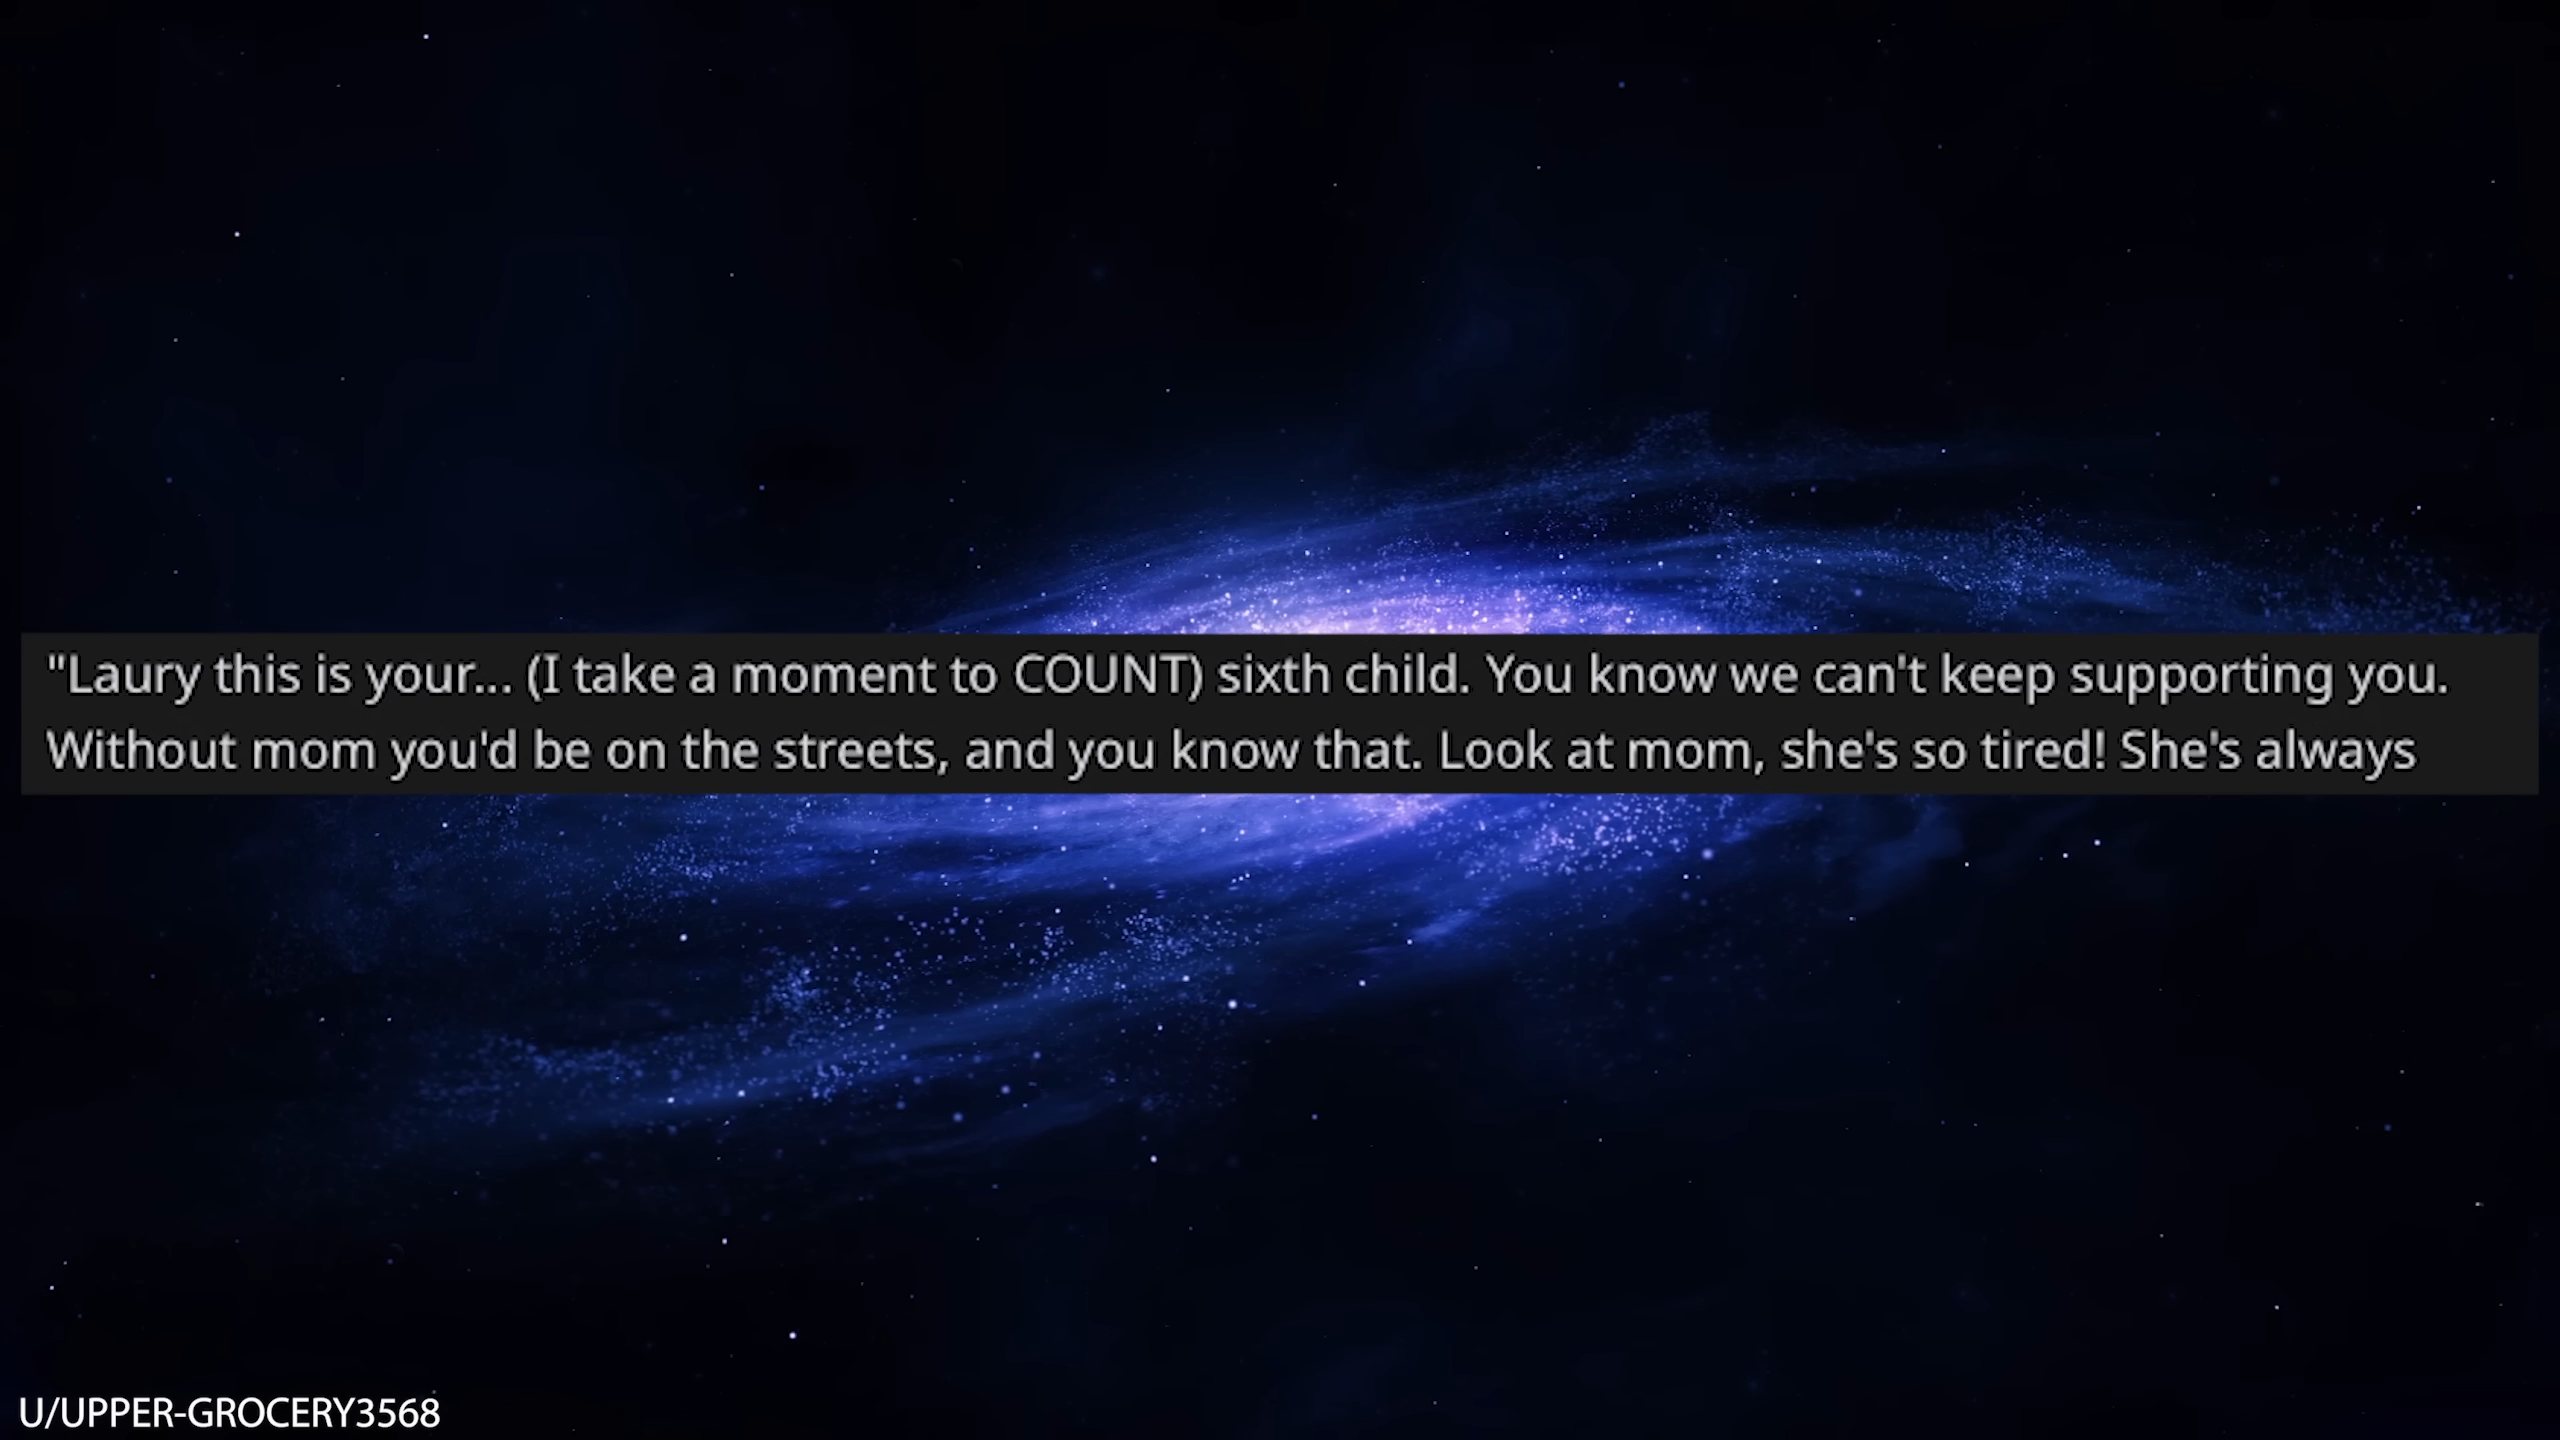 "Laury this is your... (I take a moment to COUNT) sixth child. You know we can't keep supporting you.
Without mom you'd be on the streets, and you know that. Look at mom, she's so tired! She's always
U/UPPER-GROCERY3568